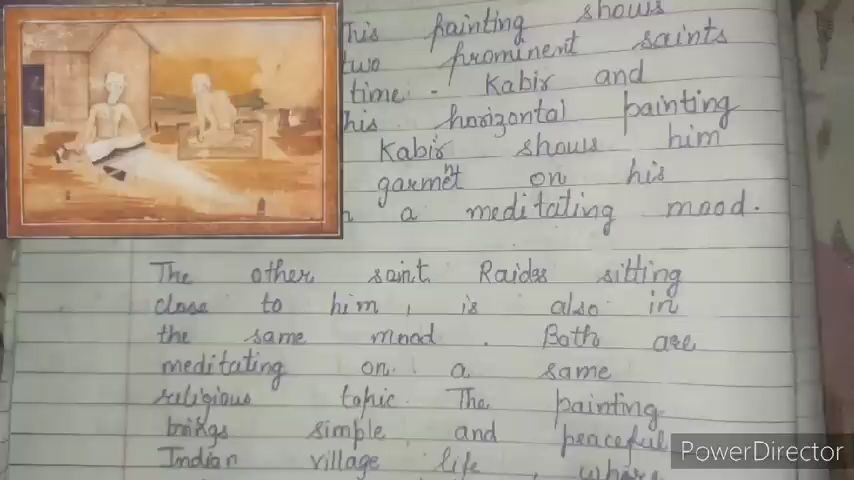 This painting shows
two prominent saints
time - Kabir and
his horizontal painting
Kabir shows him
garment on his
a meditating mood.
The other saint Raidas sitting
close to him, is also in
the same mood. Both are
meditating on a same
religious topic. The painting
brings simple and peaceful
Indian village life, where
PowerDirector